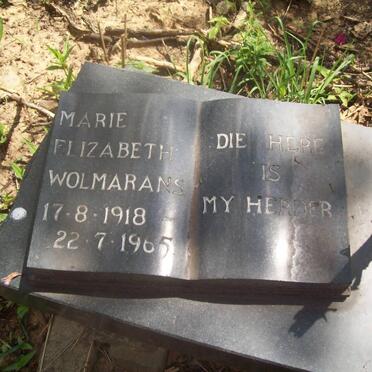 MARIE
ELIZABETH
WOLMARANS
17·8·1918
22·7·1965
DIE HERE
IS
MY HERDER